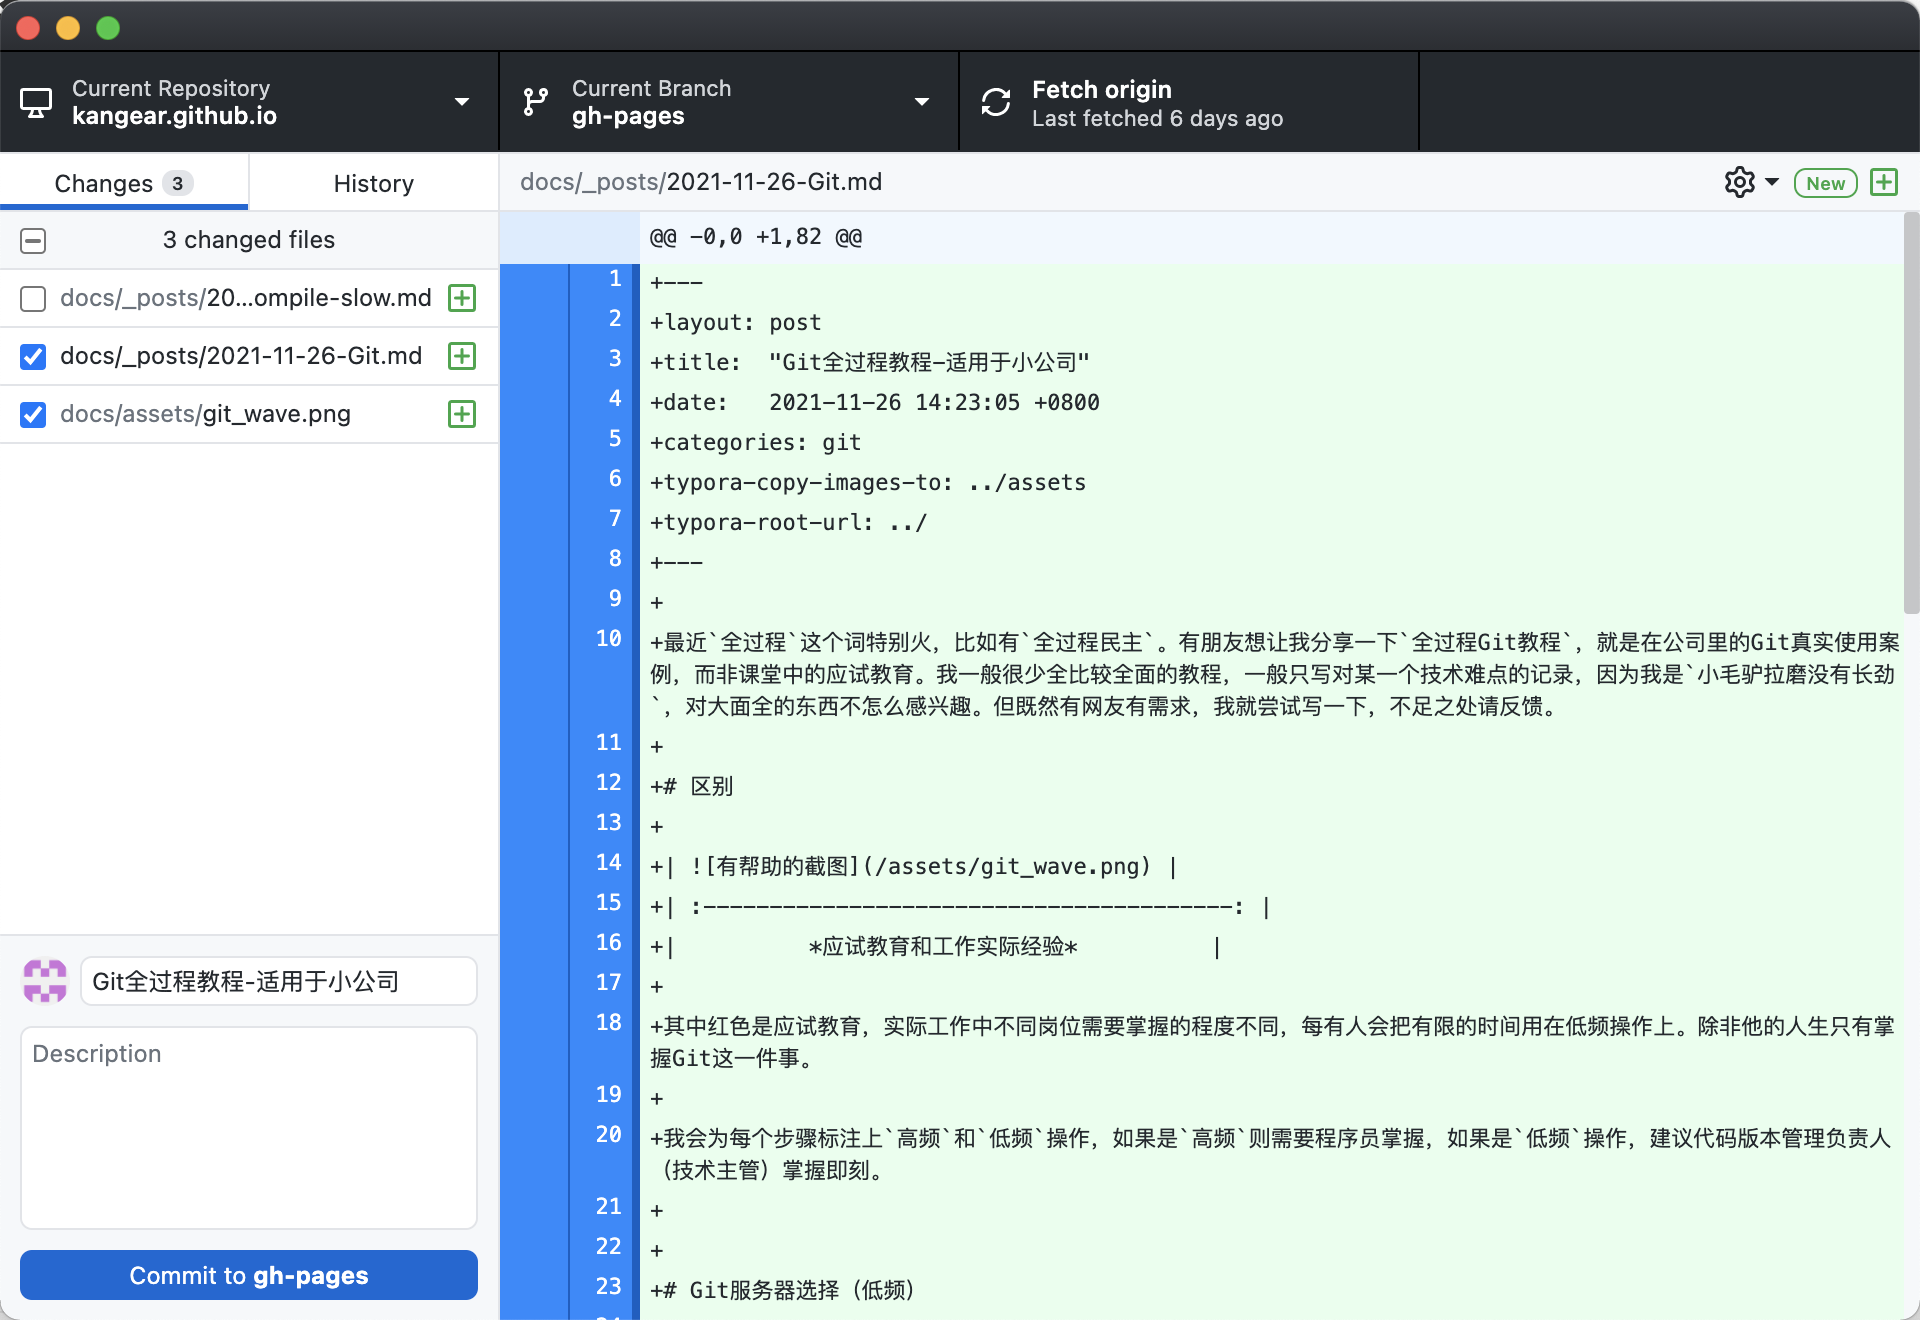 Current Repository
kangear.github.io
Current Branch
gh-pages
Fetch origin
Last fetched 6 days ago
Changes 3
History
docs/_posts/2021-11-26-Git.md
New
3 changed files
docs/_posts/20...ompile-slow.md
docs/_posts/2021-11-26-Git.md
docs/assets/git_wave.png
Git全过程教程-适用于小公司
Description
Commit to gh-pages
@@ -0,0 +1,82 @@
1 +---
2 +layout: post
3 +title:  "Git全过程教程-适用于小公司"
4 +date:   2021-11-26 14:23:05 +0800
5 +categories: git
6 +typora-copy-images-to: ../assets
7 +typora-root-url: ../
8 +---
9 +
10 +最近`全过程`这个词特别火，比如有`全过程民主`。有朋友想让我分享一下`全过程Git教程`，就是在公司里的Git真实使用案
例，而非课堂中的应试教育。我一般很少全比较全面的教程，一般只写对某一个技术难点的记录，因为我是`小毛驴拉磨没有长劲
`，对大面全的东西不怎么感兴趣。但既然有网友有需求，我就尝试写一下，不足之处请反馈。
11 +
12 +# 区别
13 +
14 +| ![有帮助的截图](/assets/git_wave.png) |
15 +| :----------------------------------------: |
16 +|          *应试教育和工作实际经验*          |
17 +
18 +其中红色是应试教育，实际工作中不同岗位需要掌握的程度不同，每有人会把有限的时间用在低频操作上。除非他的人生只有掌
握Git这一件事。
19 +
20 +我会为每个步骤标注上`高频`和`低频`操作，如果是`高频`则需要程序员掌握，如果是`低频`操作，建议代码版本管理负责人
（技术主管）掌握即刻。
21 +
22 +
23 +# Git服务器选择（低频）